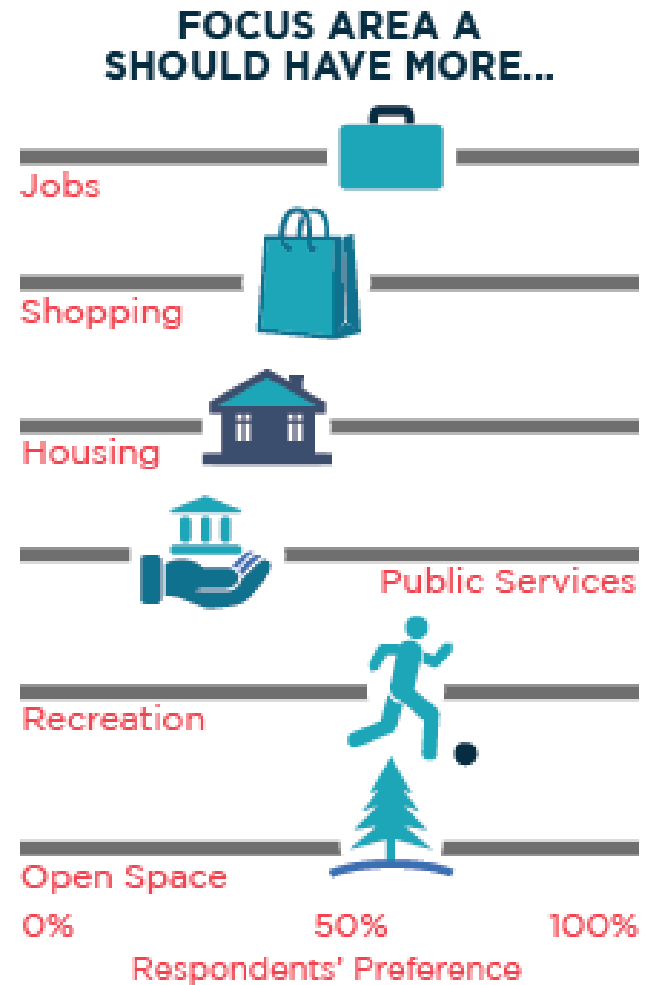 FOCUS AREA A
SHOULD HAVE MORE...
Jobs
Shopping
Housing
Public Services
Recreation
Open Space
0% 50% 100%
Respondents' Preference